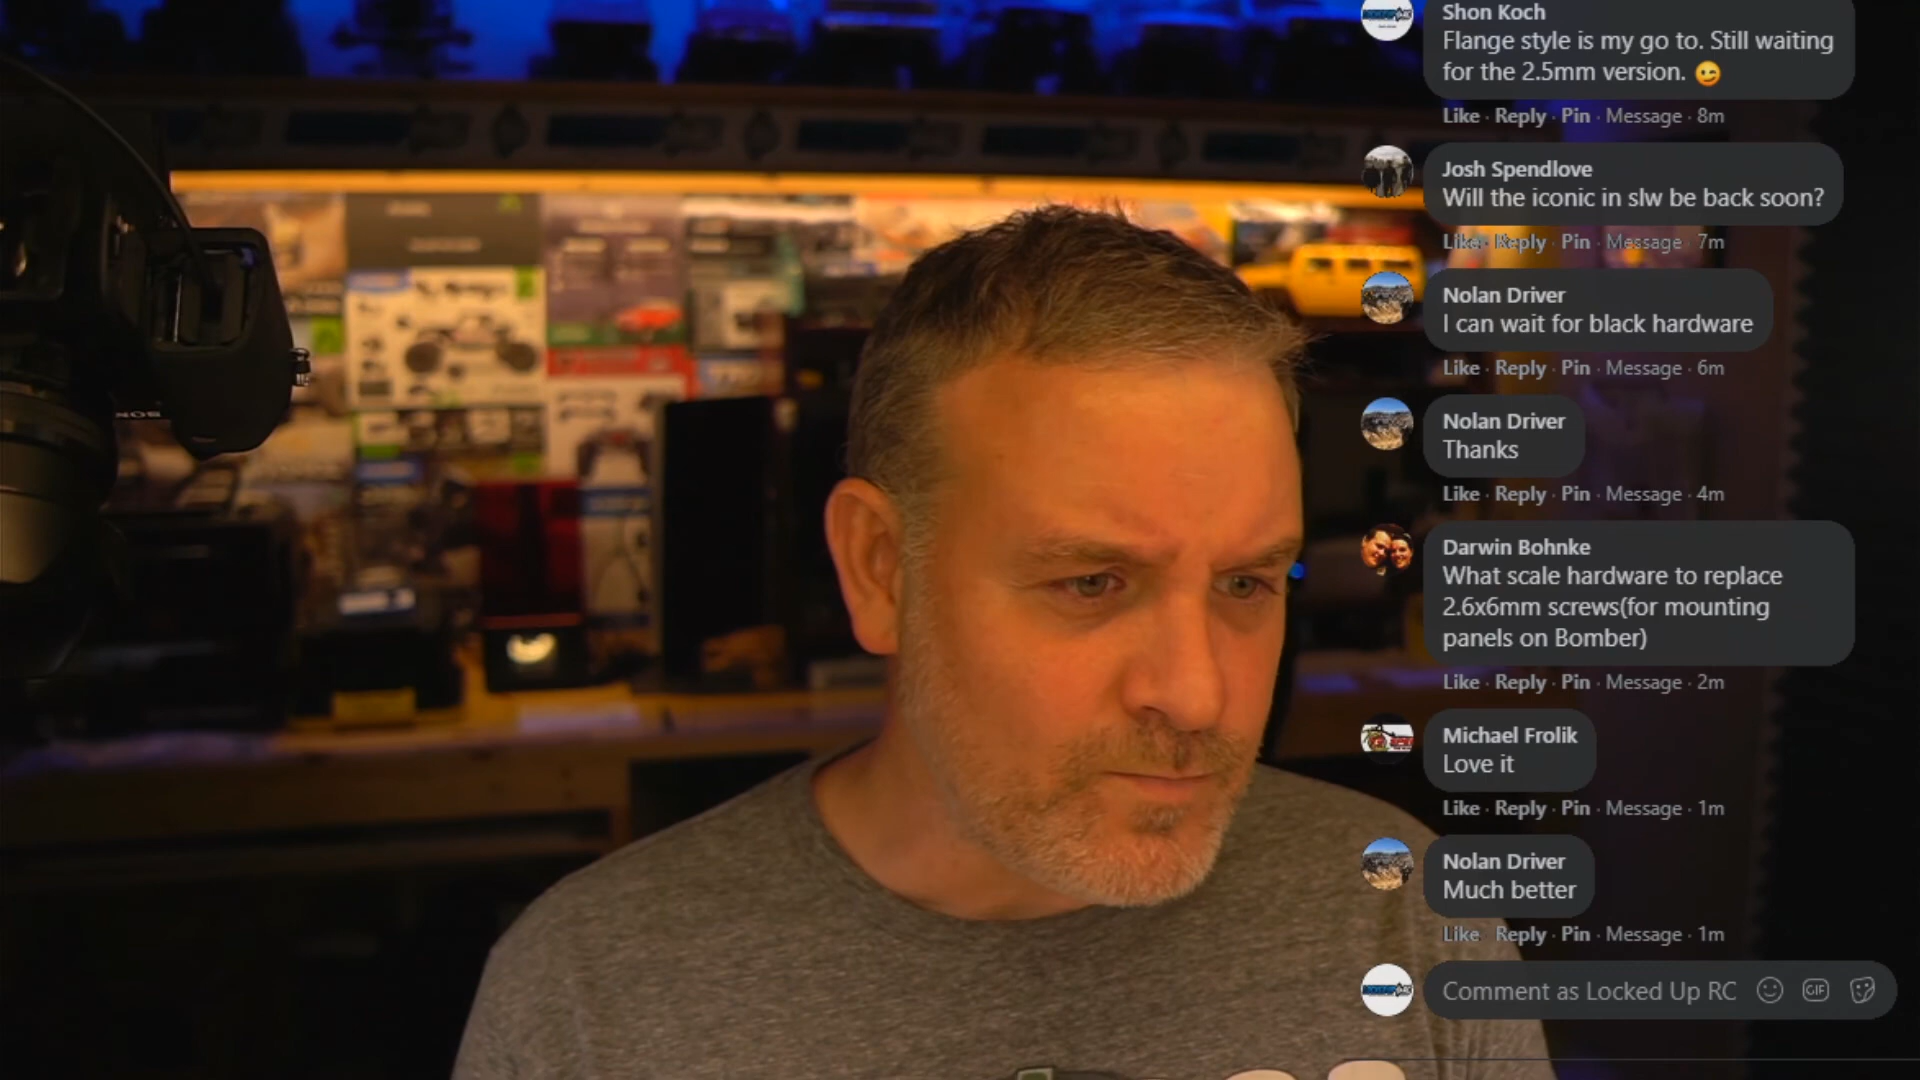 Shon Koch
Flange style is my go to. Still waiting
for the 2.5mm version. 😉
Like · Reply · Pin · Message · 8m
Josh Spendlove
Will the iconic in slw be back soon?
Like · Reply · Pin · Message · 7m
Nolan Driver
I can wait for black hardware
Like · Reply · Pin · Message · 6m
Nolan Driver
Thanks
Like · Reply · Pin · Message · 4m
Darwin Bohnke
What scale hardware to replace
2.6x6mm screws(for mounting
panels on Bomber)
Like · Reply · Pin · Message · 2m
Michael Frolik
Love it
Like · Reply · Pin · Message · 1m
Nolan Driver
Much better
Like · Reply · Pin · Message · 1m
Comment as Locked Up RC
GIF